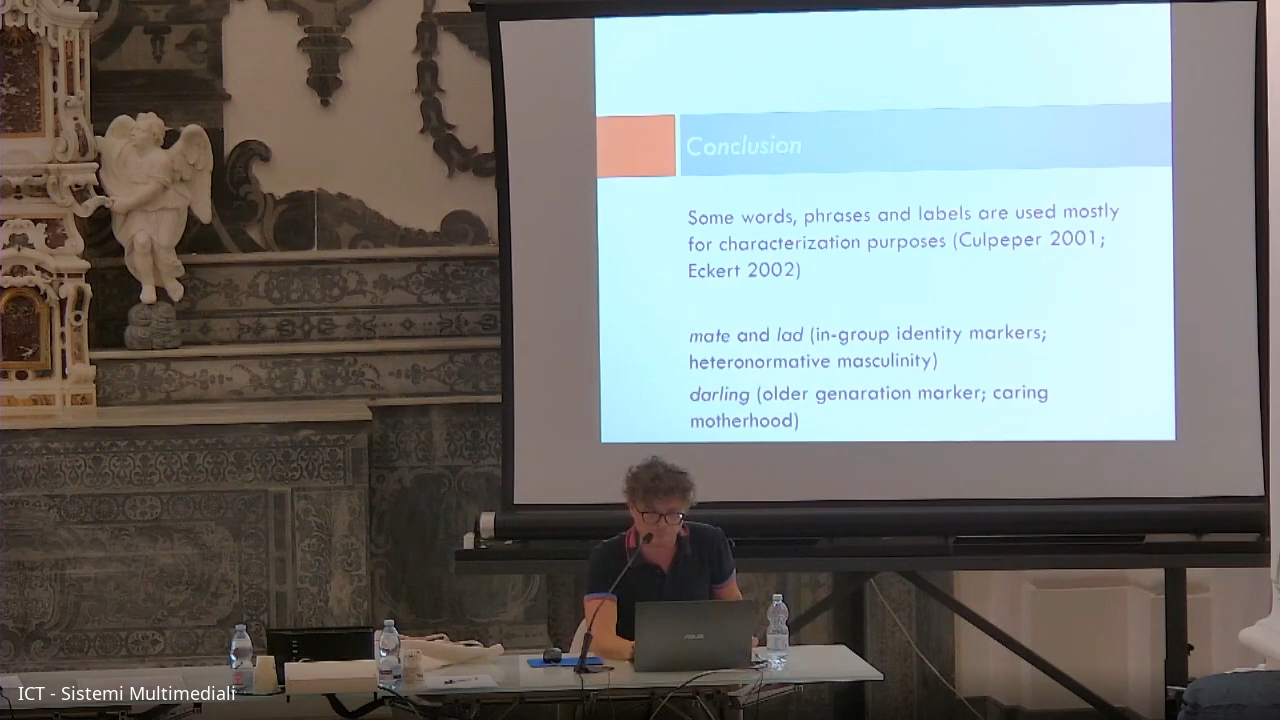 Conclusion
Some words, phrases and labels are used mostly
for characterization purposes (Culpeper 2001;
Eckert 2002)
mate and lad (in-group identity markers;
heteronormative masculinity)
darling (older genaration marker; caring
motherhood)
ASUS
ICT - Sistemi Multimediali